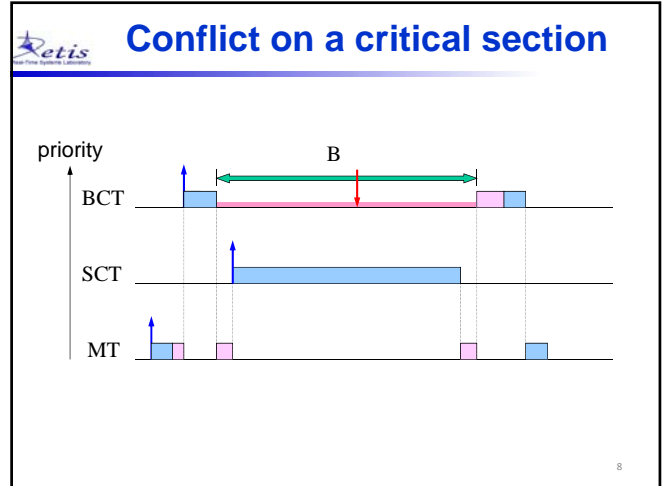 Retis
Real-Time Systems Laboratory
Conflict on a critical section
priority
B
BCT
SCT
MT
8